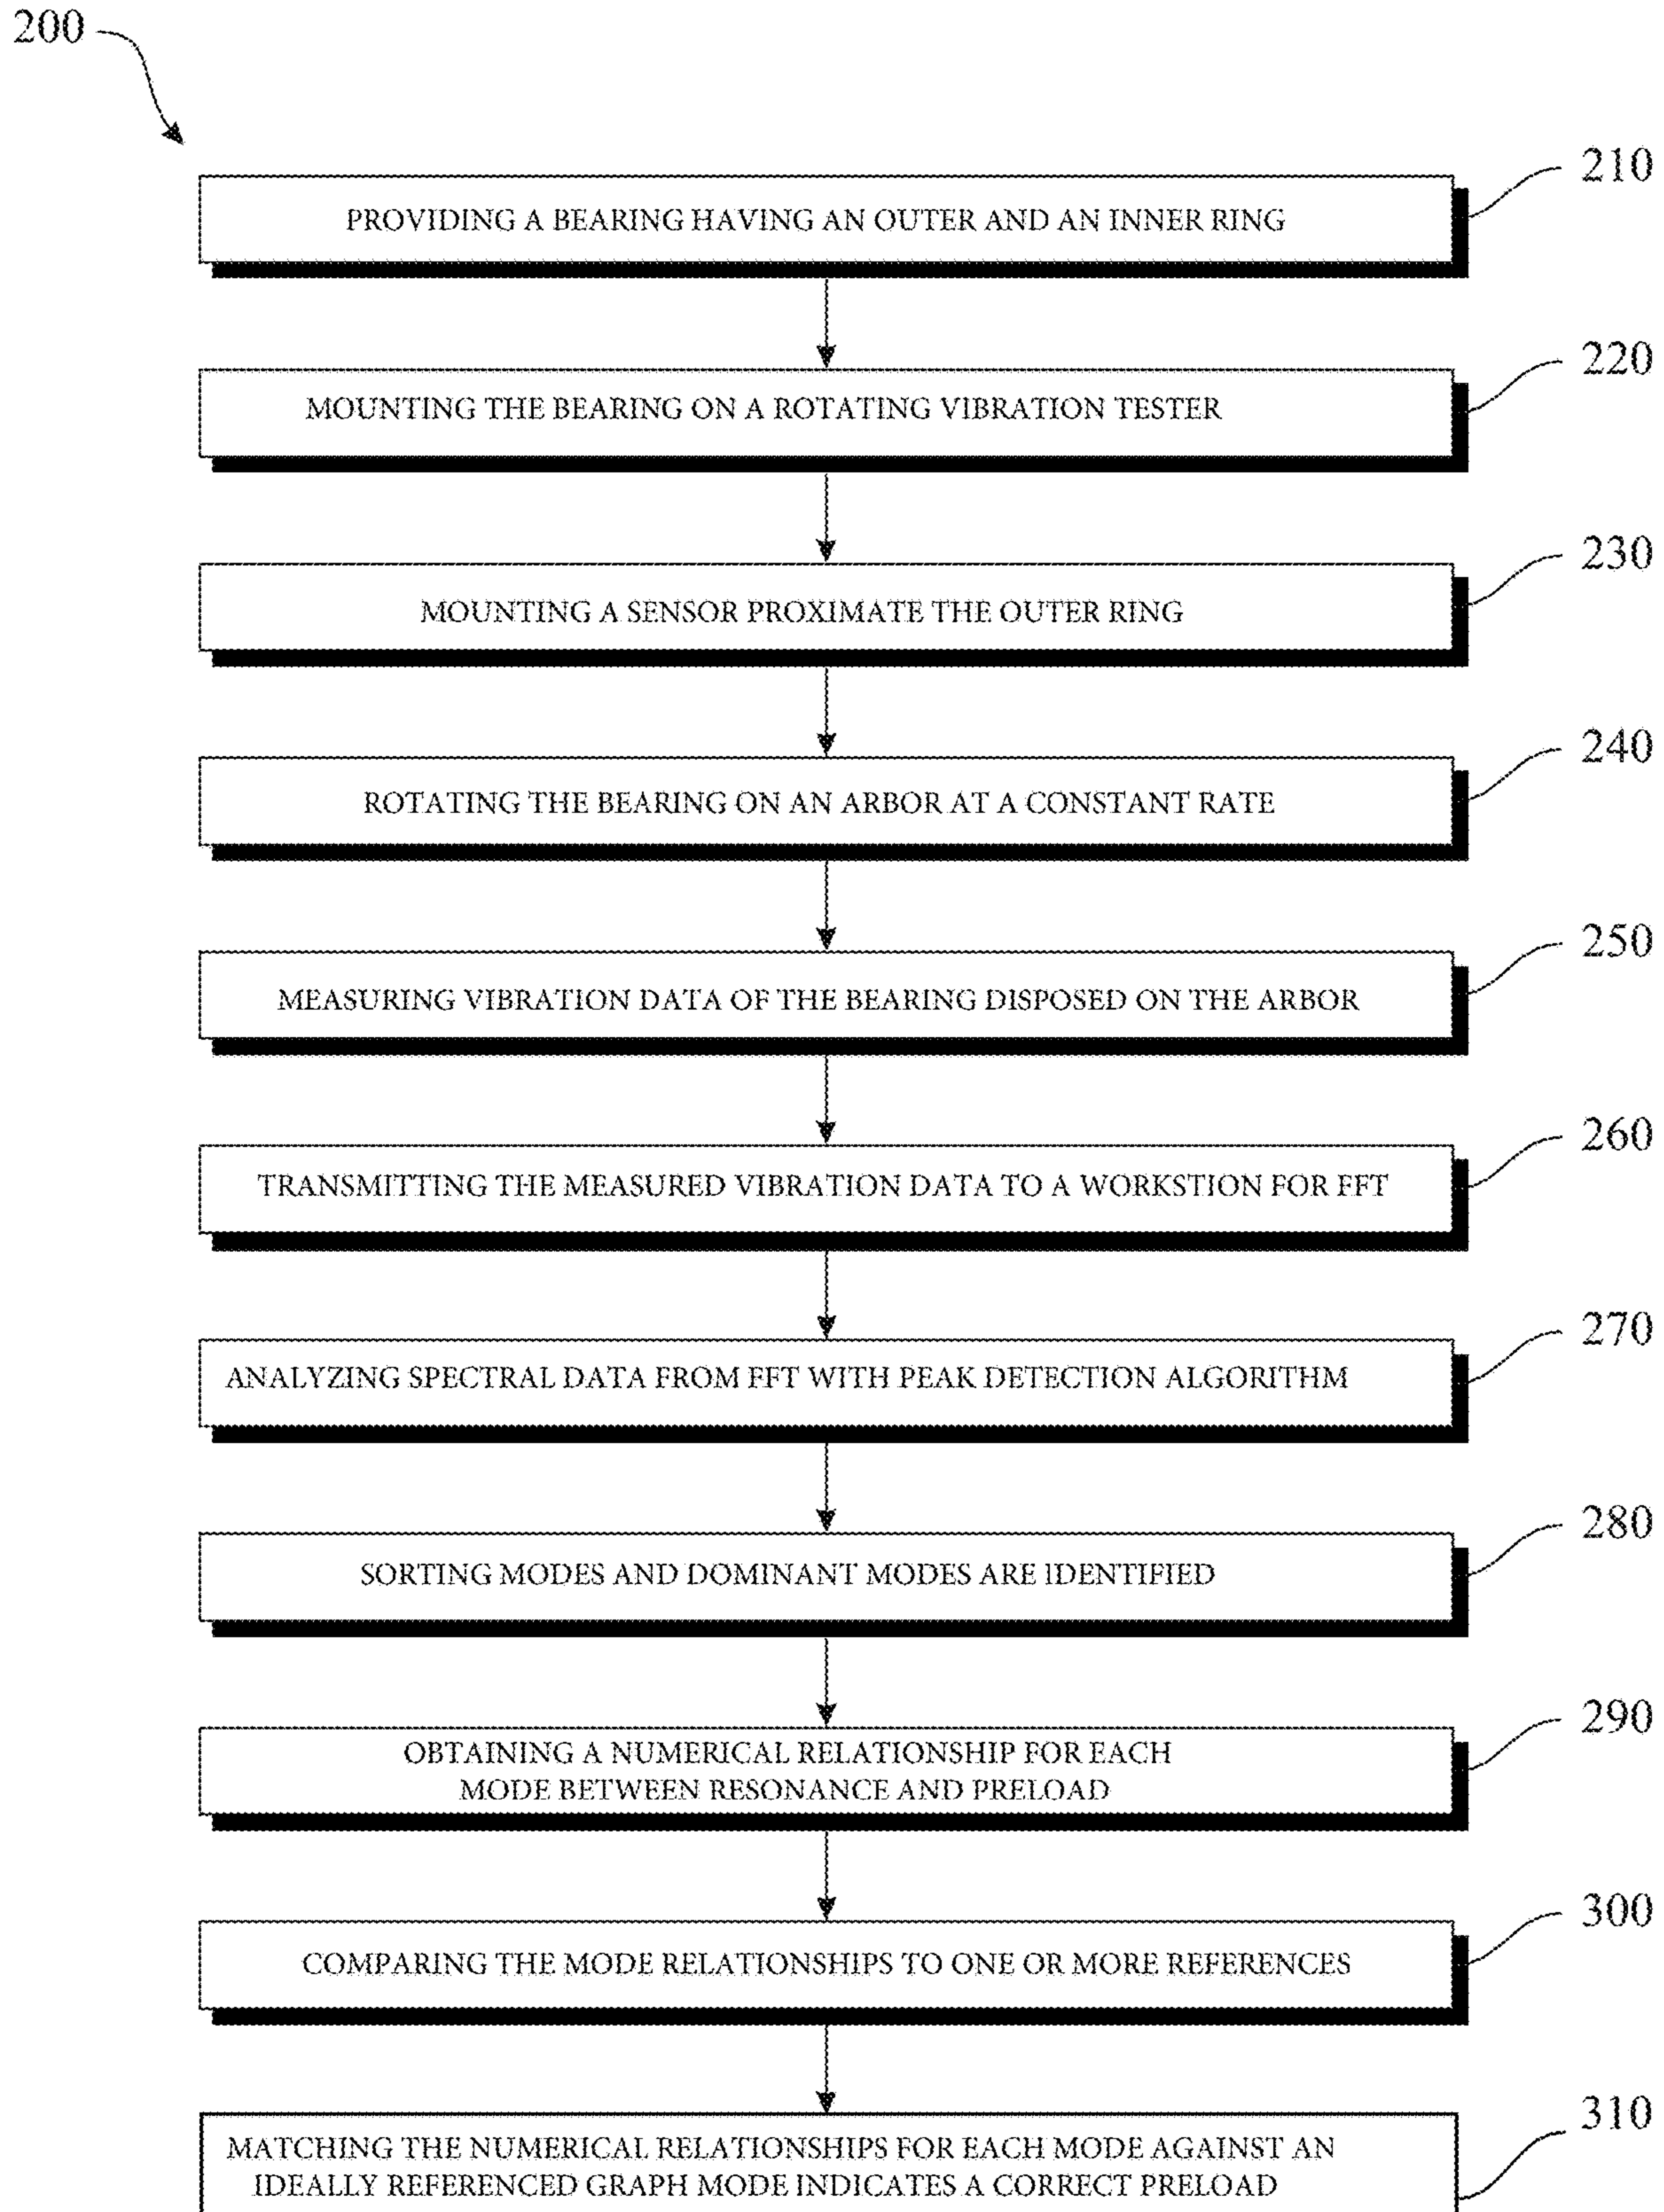 200
210
PROVIDING A BEARING HAVING AN OUTER AND AN INNER RING
220
MOUNTING THE BEARING ON A ROTATING VIBRATION TESTER
230
MOUNTING A SENSOR PROXIMATE THE OUTER RING
240
ROTATING THE BEARING ON AN ARBOR AT A CONSTANT RATE
250
MEASURING VIBRATION DATA OF THE BEARING DISPOSED ON THE ARBOR
260
TRANSMITTING THE MEASURED VIBRATION DATA TO A WORKSTION FOR FFT
270
ANALYZING SPECTRAL DATA FROM FFT WITH PEAK DETECTION ALGORITHM
280
SORTING MODES AND DOMINANT MODES ARE IDENTIFIED
290
OBTAINING A NUMERICAL RELATIONSHIP FOR EACH
MODE BETWEEN RESONANCE AND PRELOAD
300
COMPARING THE MODE RELATIONSHIPS TO ONE OR MORE REFERENCES
310
MATCHING THE NUMERICAL RELATIONSHIPS FOR EACH MODE AGAINST AN
IDEALLY REFERENCED GRAPH MODE INDICATES A CORRECT PRELOAD